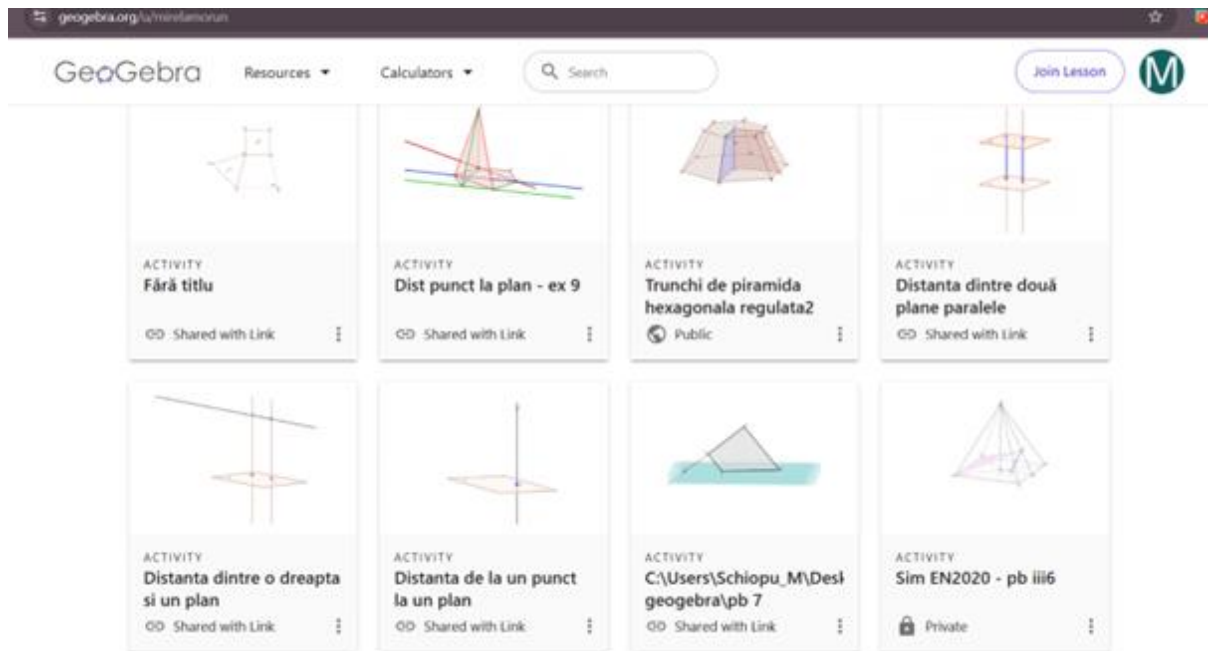 geogebra.org/u/mirelamorun
GeoGebra
Resources
Calculators
Search
Join Lesson
M
ACTIVITY
Fără titlu
Shared with Link
ACTIVITY
Dist punct la plan - ex 9
Shared with Link
ACTIVITY
Trunchi de piramida
hexagonala regulata2
Public
ACTIVITY
Distanta dintre două
plane paralele
Shared with Link
ACTIVITY
Distanta dintre o dreapta
si un plan
Shared with Link
ACTIVITY
Distanta de la un punct
la un plan
Shared with Link
ACTIVITY
C:\Users\Schiopu_M\Desk
geogebra\pb 7
Shared with Link
ACTIVITY
Sim EN2020 - pb iii6
Private